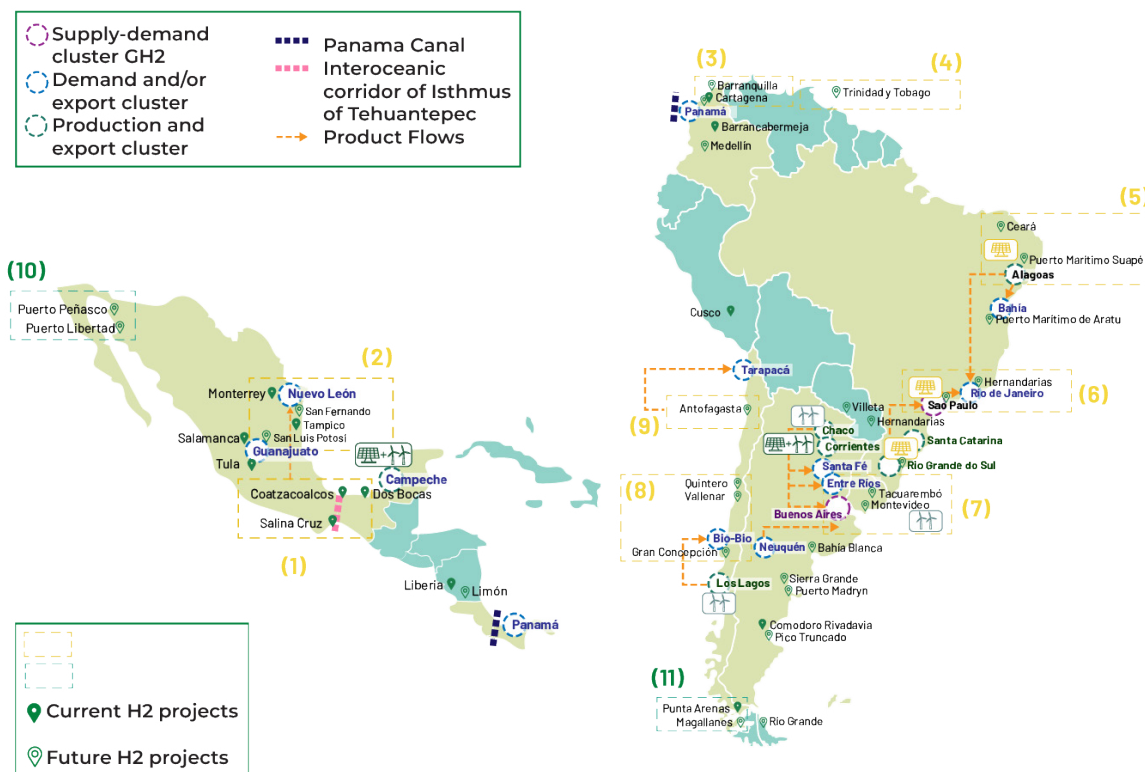 Supply-demand
cluster GH2
Demand and/or
export cluster
Production and
export cluster
Panama Canal
Interoceanic
corridor of Isthmus
of Tehuantepec
Product Flows
(10)
Puerto Peñasco
Puerto Libertad
(2)
Monterrey
Nuevo León
San Fernando
Tampico
Salamanca
San Luis Potosí
Guanajuato
Tula
Campeche
Coatzacoalcos
Dos Bocas
Salina Cruz
(1)
Liberia
Limón
Panamá
Current H2 projects
Future H2 projects
(3)
Barranquilla
Cartagena
Panamá
Barrancabermeja
Medellín
(4)
Trinidad y Tobago
(5)
Ceará
Puerto Marítimo Suapé
Alagoas
Bahía
Puerto Marítimo de Aratu
Cusco
Tarapacá
Antofagasta
(9)
Hernandarias
Río de Janeiro
Sao Paulo
(6)
Villeta
Hernandarias
Chaco
Corrientes
Santa Catarina
Santa Fé
Río Grande do Sul
Entre Ríos
(8)
Quintero
Vallenar
Tacuarembó
Montevideo
(7)
Buenos Aires
Bio-Bio
Gran Concepción
Neuquén
Bahía Blanca
Los Lagos
Sierra Grande
Puerto Madryn
Comodoro Rivadavia
Pico Truncado
(11)
Punta Arenas
Magallanes
Río Grande